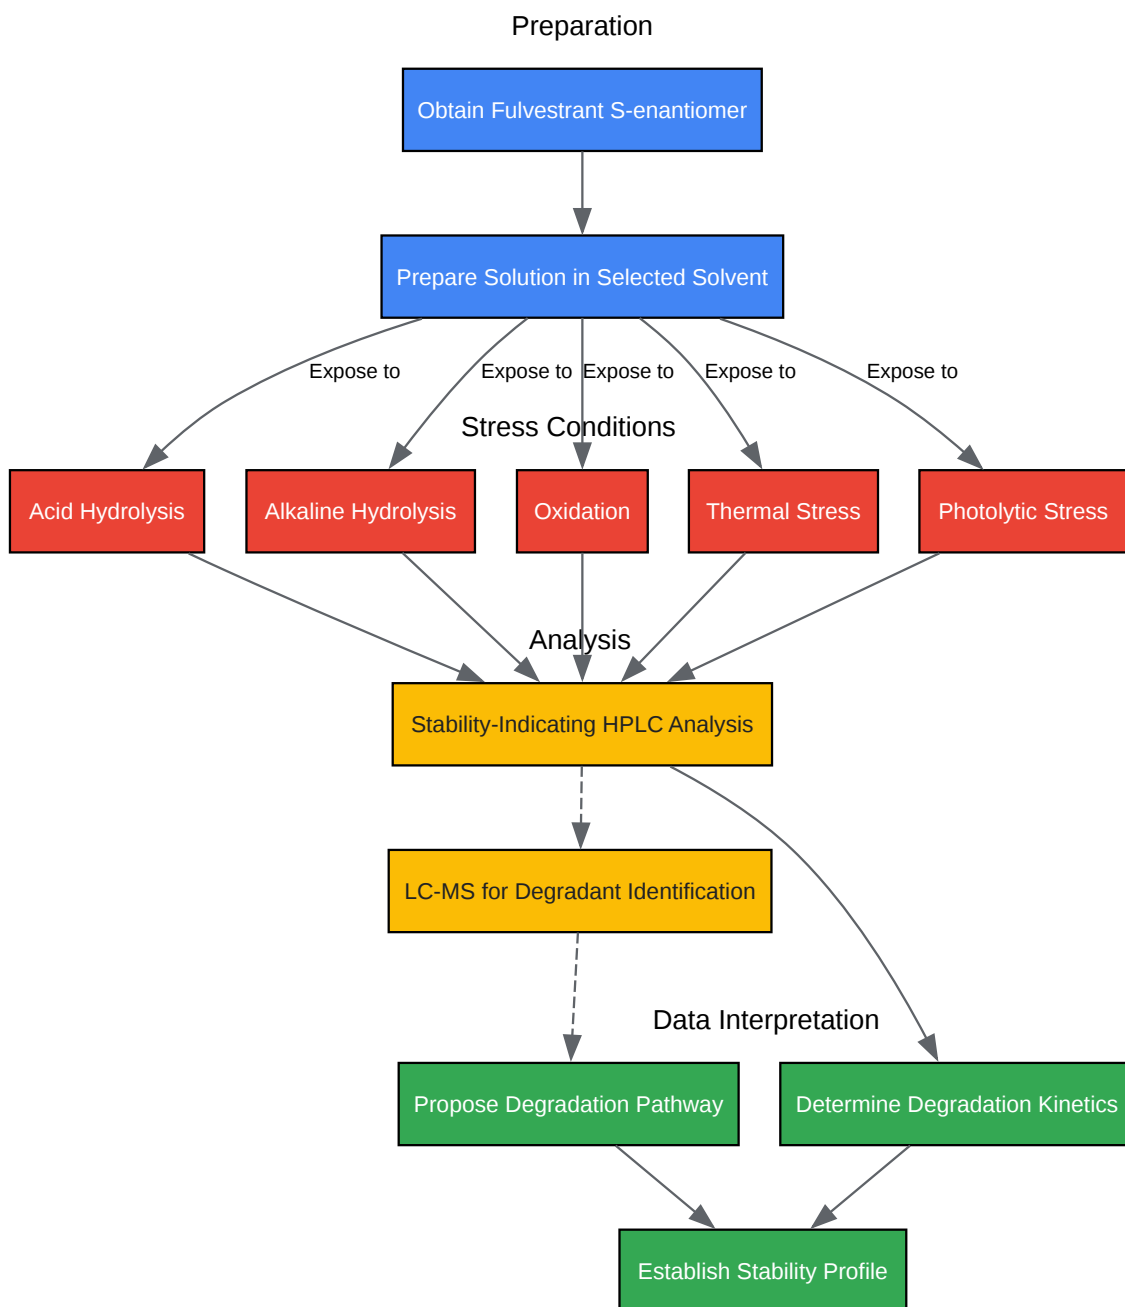 Preparation
Obtain Fulvestrant S-enantiomer
Prepare Solution in Selected Solvent
Expose to
Expose to
Expose to
Expose to
Expose to
Stress Conditions
Acid Hydrolysis
Alkaline Hydrolysis
Oxidation
Thermal Stress
Photolytic Stress
Analysis
Stability-Indicating HPLC Analysis
LC-MS for Degradant Identification
Data Interpretation
Propose Degradation Pathway
Determine Degradation Kinetics
Establish Stability Profile